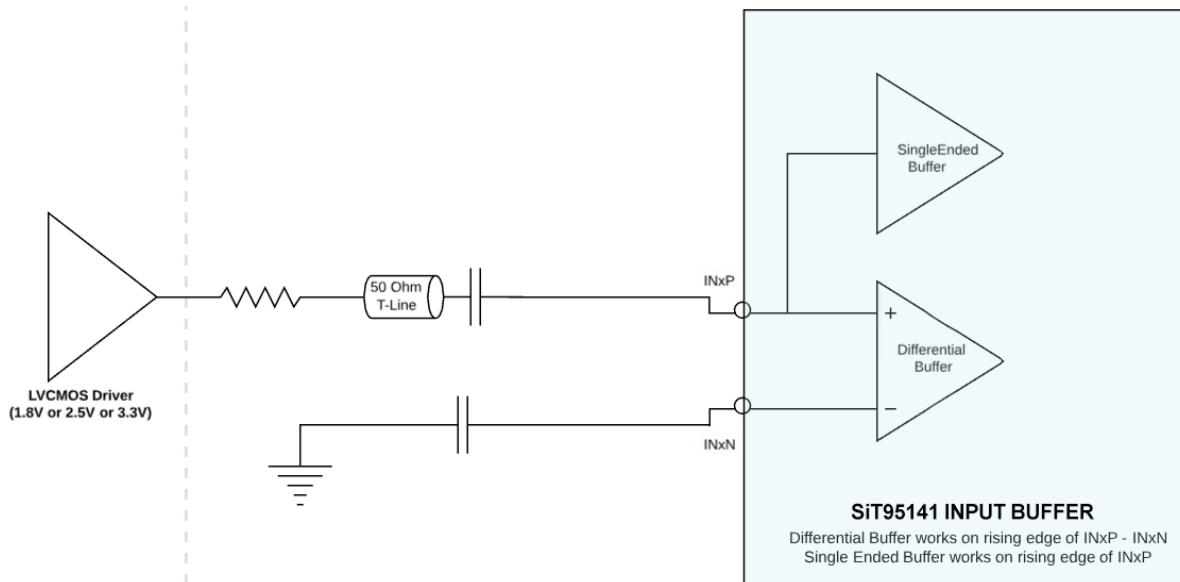 SingleEnded
Buffer
INxP
50 Ohm
T-Line
+
Differential
Buffer
−
LVCMOS Driver
(1.8V or 2.5V or 3.3V)
INxN
SiT95141 INPUT BUFFER
Differential Buffer works on rising edge of INxP - INxN
Single Ended Buffer works on rising edge of INxP